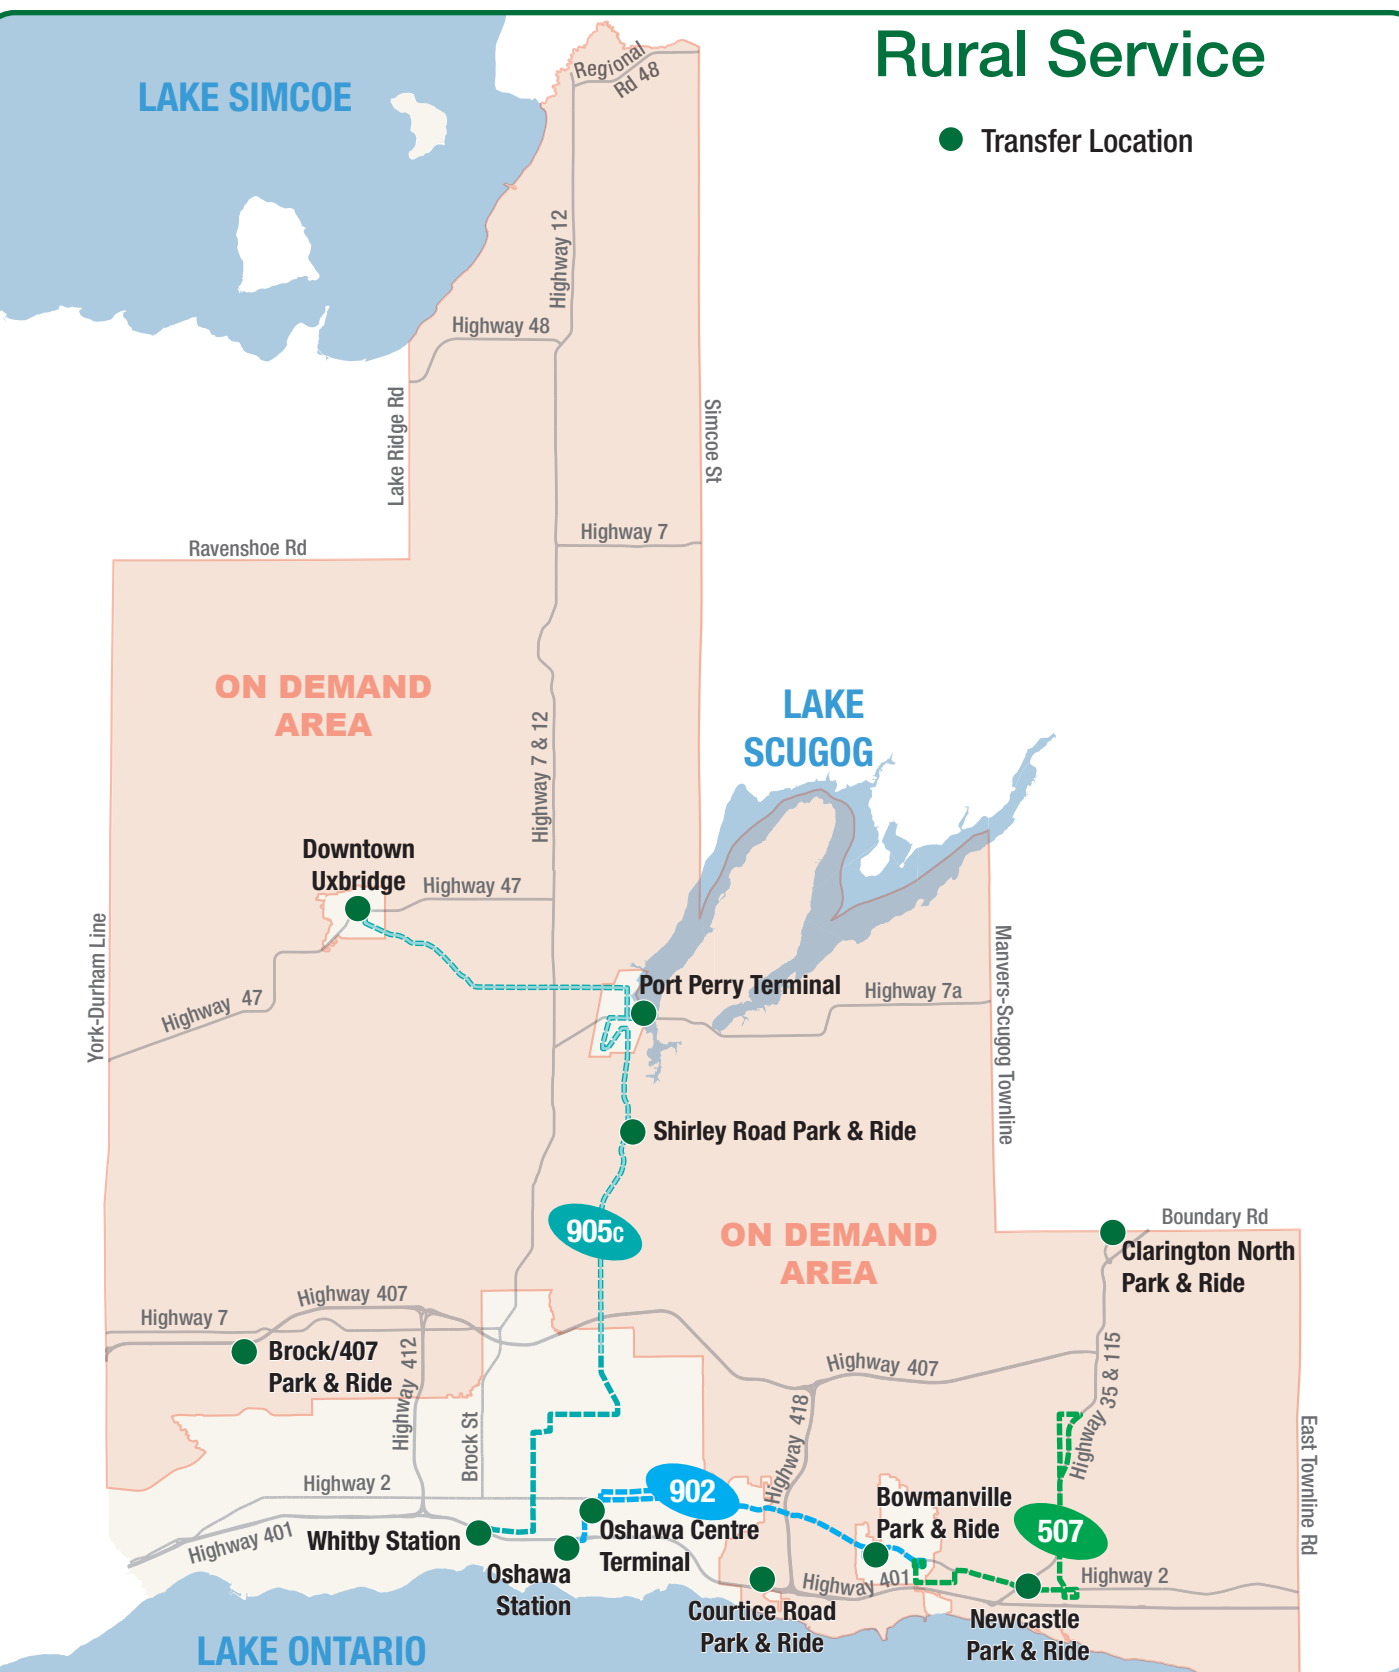 Rural Service
Transfer Location
LAKE SIMCOE
Regional
Rd 48
Highway 12
Highway 48
Lake Ridge Rd
Simcoe St
Highway 7
Ravenshoe Rd
ON DEMAND
AREA
LAKE
SCUGOG
Highway 7 & 12
Downtown
Uxbridge
Highway 47
York-Durham Line
Highway 47
Port Perry Terminal
Highway 7a
Manvers-Scugog Townline
Shirley Road Park & Ride
905C
ON DEMAND
AREA
Boundary Rd
Clarington North
Park & Ride
Highway 407
Highway 7
Brock/407
Park & Ride
Highway 412
Highway 407
Highway 35 & 115
Highway 418
Brock St
East Townline Rd
Highway 2
902
Bowmanville
Park & Ride
507
Highway 401
Whitby Station
Oshawa Centre
Terminal
Oshawa
Station
Highway 401
Highway 2
Courtice Road
Park & Ride
Newcastle
Park & Ride
LAKE ONTARIO